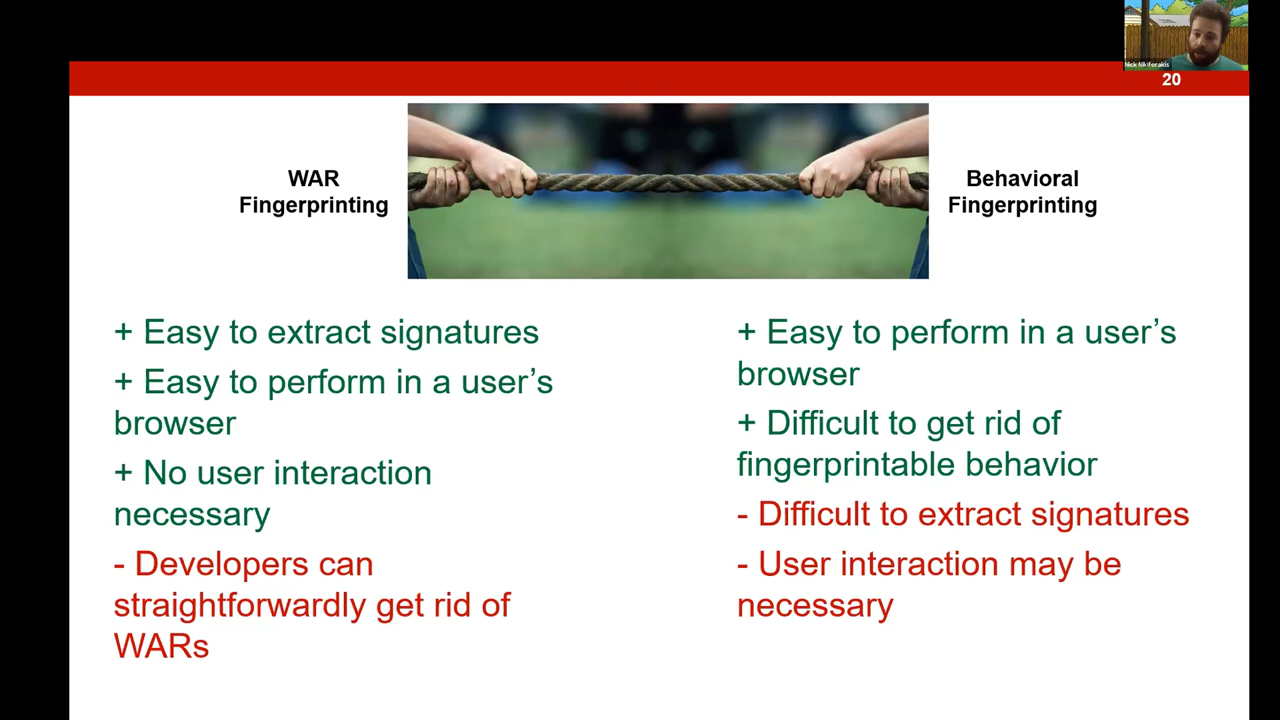 Nick Nikiforakis
20
WAR
Fingerprinting
Behavioral
Fingerprinting
+ Easy to extract signatures
+ Easy to perform in a user’s
browser
+ No user interaction
necessary
- Developers can
straightforwardly get rid of
WARs
+ Easy to perform in a user’s
browser
+ Difficult to get rid of
fingerprintable behavior
- Difficult to extract signatures
- User interaction may be
necessary